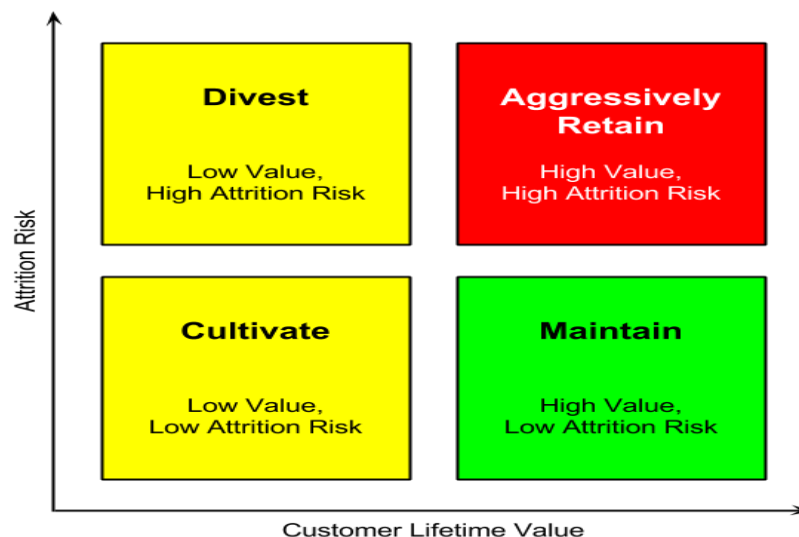 Divest
Low Value,
High Attrition Risk
Aggressively
Retain
High Value,
High Attrition Risk
Attrition Risk
Cultivate
Low Value,
Low Attrition Risk
Maintain
High Value,
Low Attrition Risk
Customer Lifetime Value